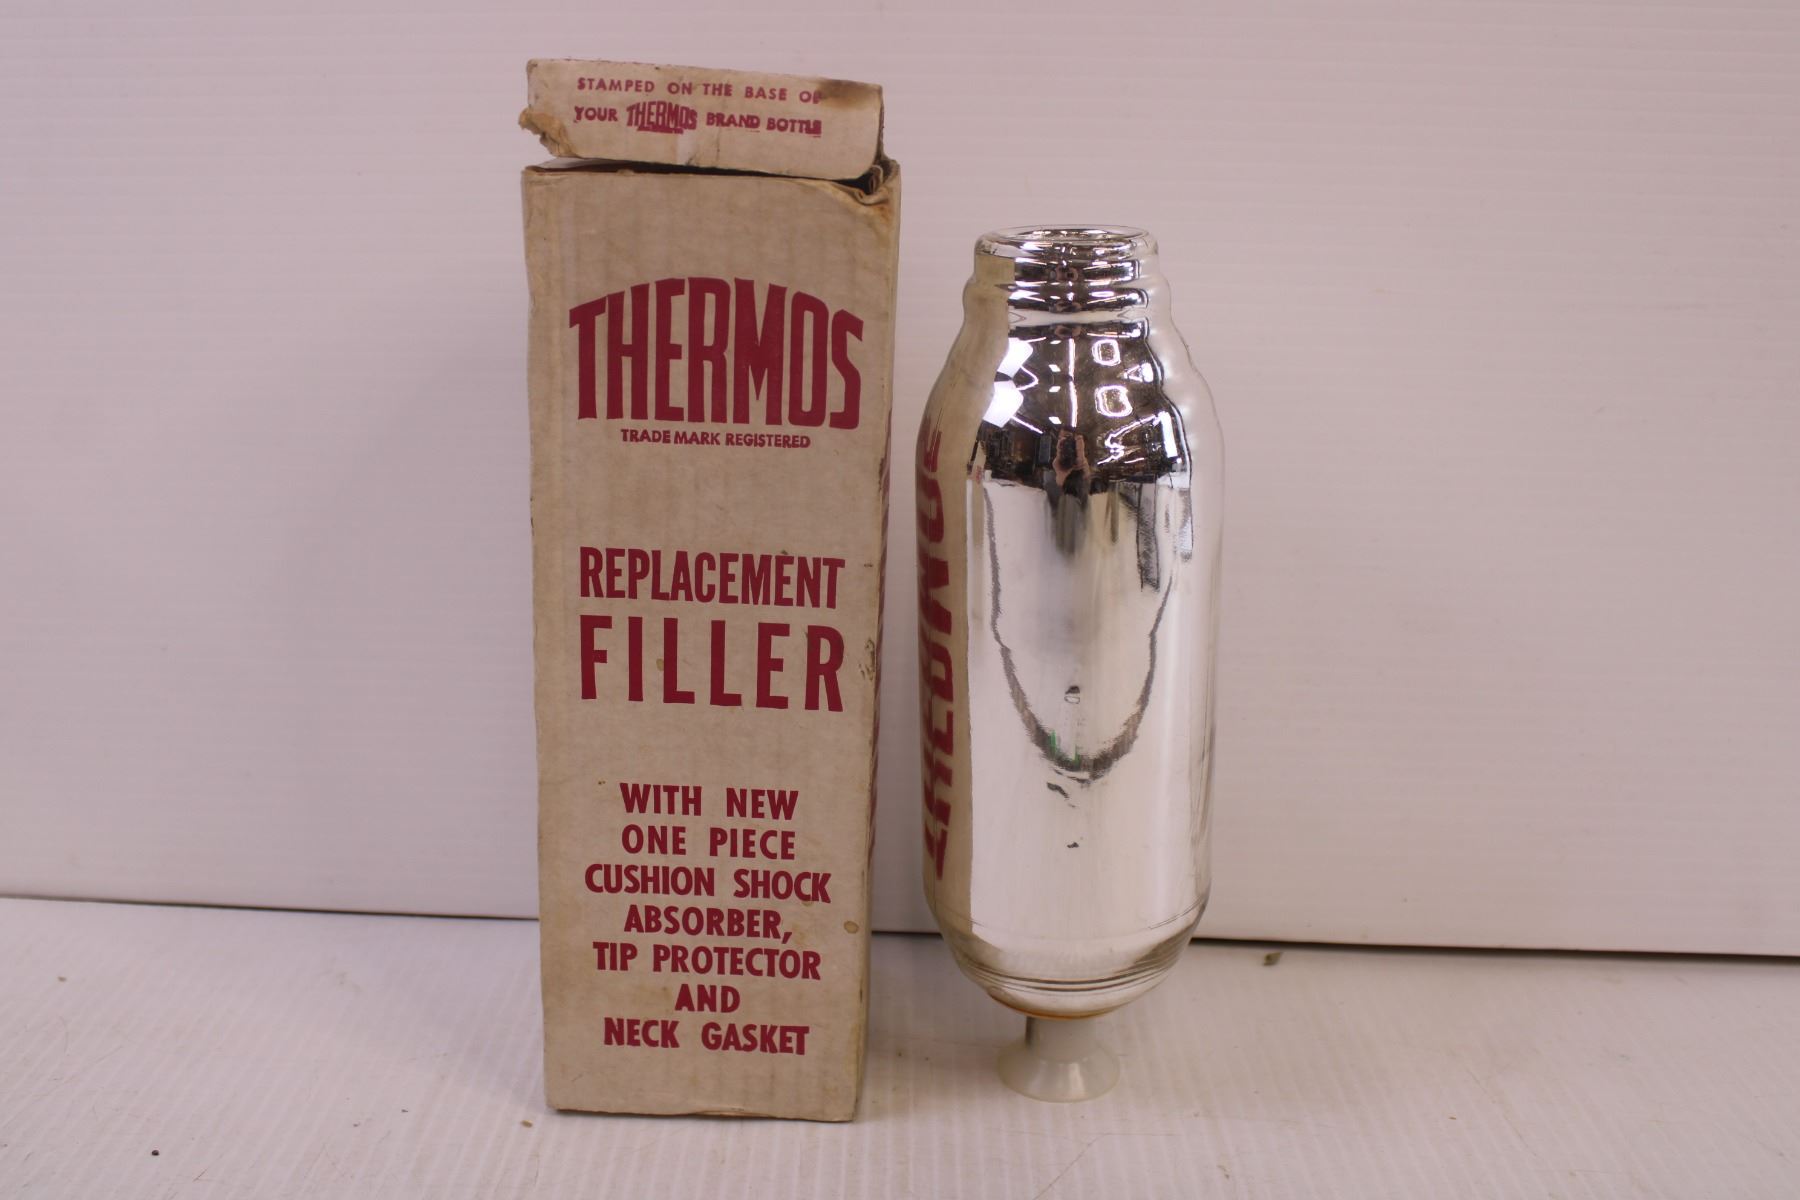 STAMPED ON THE BASE OF
YOUR THERMOS BRAND BOTTLE
THERMOS
TRADE MARK REGISTERED
REPLACEMENT
FILLER
WITH NEW
ONE PIECE
CUSHION SHOCK
ABSORBER,
TIP PROTECTOR
AND
NECK GASKET